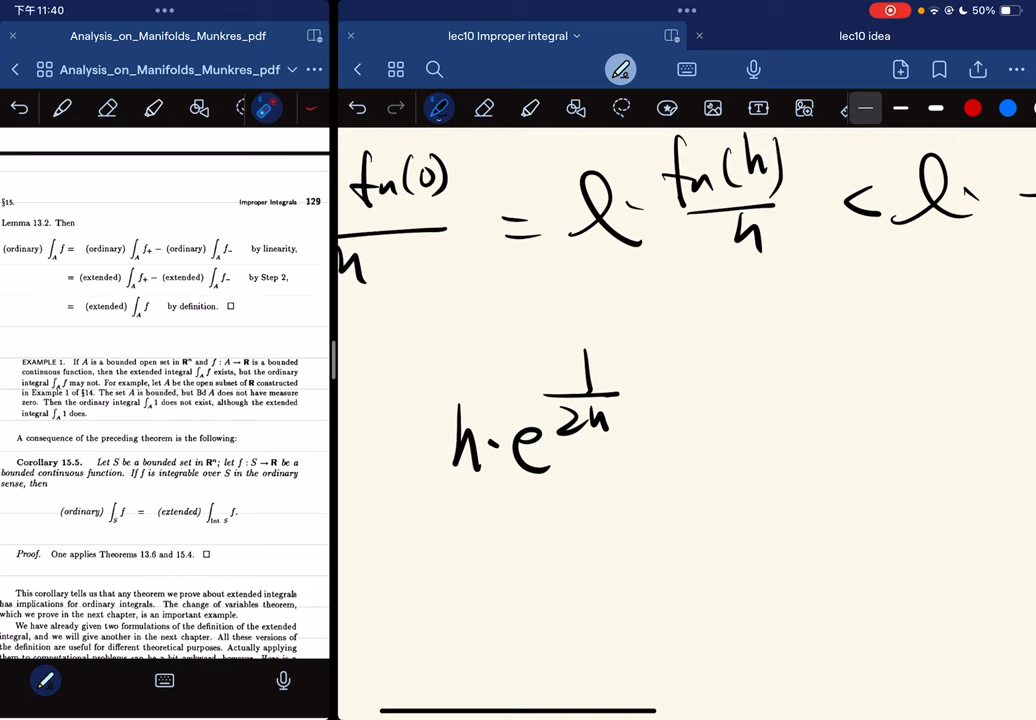 下午11:40
50%
Analysis_on_Manifolds_Munkres_pdf
Analysis_on_Manifolds_Munkres_pdf
§15.
Improper Integrals 129
Lemma 13.2. Then
(ordinary) ∫_A f = (ordinary) ∫_A f₊ − (ordinary) ∫_A f₋ by linearity,
= (extended) ∫_A f₊ − (extended) ∫_A f₋ by Step 2,
= (extended) ∫_A f by definition. □
EXAMPLE 1. If A is a bounded open set in Rⁿ and f : A → R is a bounded
continuous function, then the extended integral ∫_A f exists, but the ordinary
integral ∫_A f may not. For example, let A be the open subset of R constructed
in Example 1 of §14. The set A is bounded, but Bd A does not have measure
zero. Then the ordinary integral ∫_A 1 does not exist, although the extended
integral ∫_A 1 does.
A consequence of the preceding theorem is the following:
Corollary 15.5. Let S be a bounded set in Rⁿ; let f : S → R be a
bounded continuous function. If f is integrable over S in the ordinary
sense, then
(ordinary) ∫_S f = (extended) ∫_Int S f.
Proof. One applies Theorems 13.6 and 15.4. □
This corollary tells us that any theorem we prove about extended integrals
has implications for ordinary integrals. The change of variables theorem,
which we prove in the next chapter, is an important example.
We have already given two formulations of the definition of the extended
integral, and we will give another in the next chapter. All these versions of
the definition are useful for different theoretical purposes. Actually applying
lec10 Improper integral
lec10 idea
fn(0)
= li fn(h)/h < li
h · e^(1/2h)